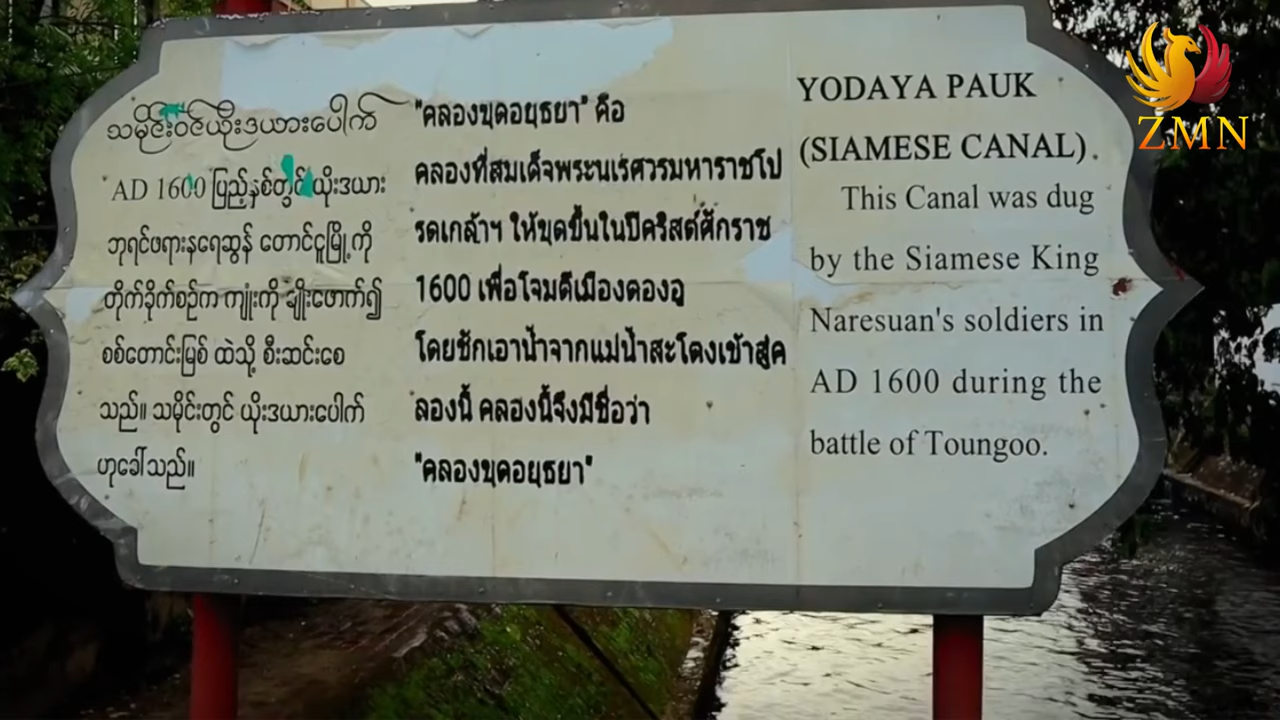 သမိုင်းဝင်ယိုးဒယားပေါက်
AD 1600 ပြည့်နှစ်တွင် ယိုးဒယား
ဘုရင်ဖရားနရေဆွန် တောင်ငူမြို့ကို
တိုက်ခိုက်စဉ်က ကျုံးကို ချိုးဖောက်၍
စစ်တောင်းမြစ် ထဲသို့ စီးဆင်းစေ
သည်။ သမိုင်းတွင် ယိုးဒယားပေါက်
ဟုခေါ်သည်။
"คลองขุดอยุธยา" คือ
คลองที่สมเด็จพระนเรศวรมหาราชโป
รดเกล้าฯ ให้ขุดขึ้นในปีคริสต์ศักราช
1600 เพื่อโจมตีเมืองตองอู
โดยชักเอาน้ำจากแม่น้ำสะโตงเข้าสู่ค
ลองนี้ คลองนี้จึงมีชื่อว่า
"คลองขุดอยุธยา"
YODAYA PAUK
(SIAMESE CANAL).
This Canal was dug
by the Siamese King
Naresuan's soldiers in
AD 1600 during the
battle of Toungoo.
ZMN